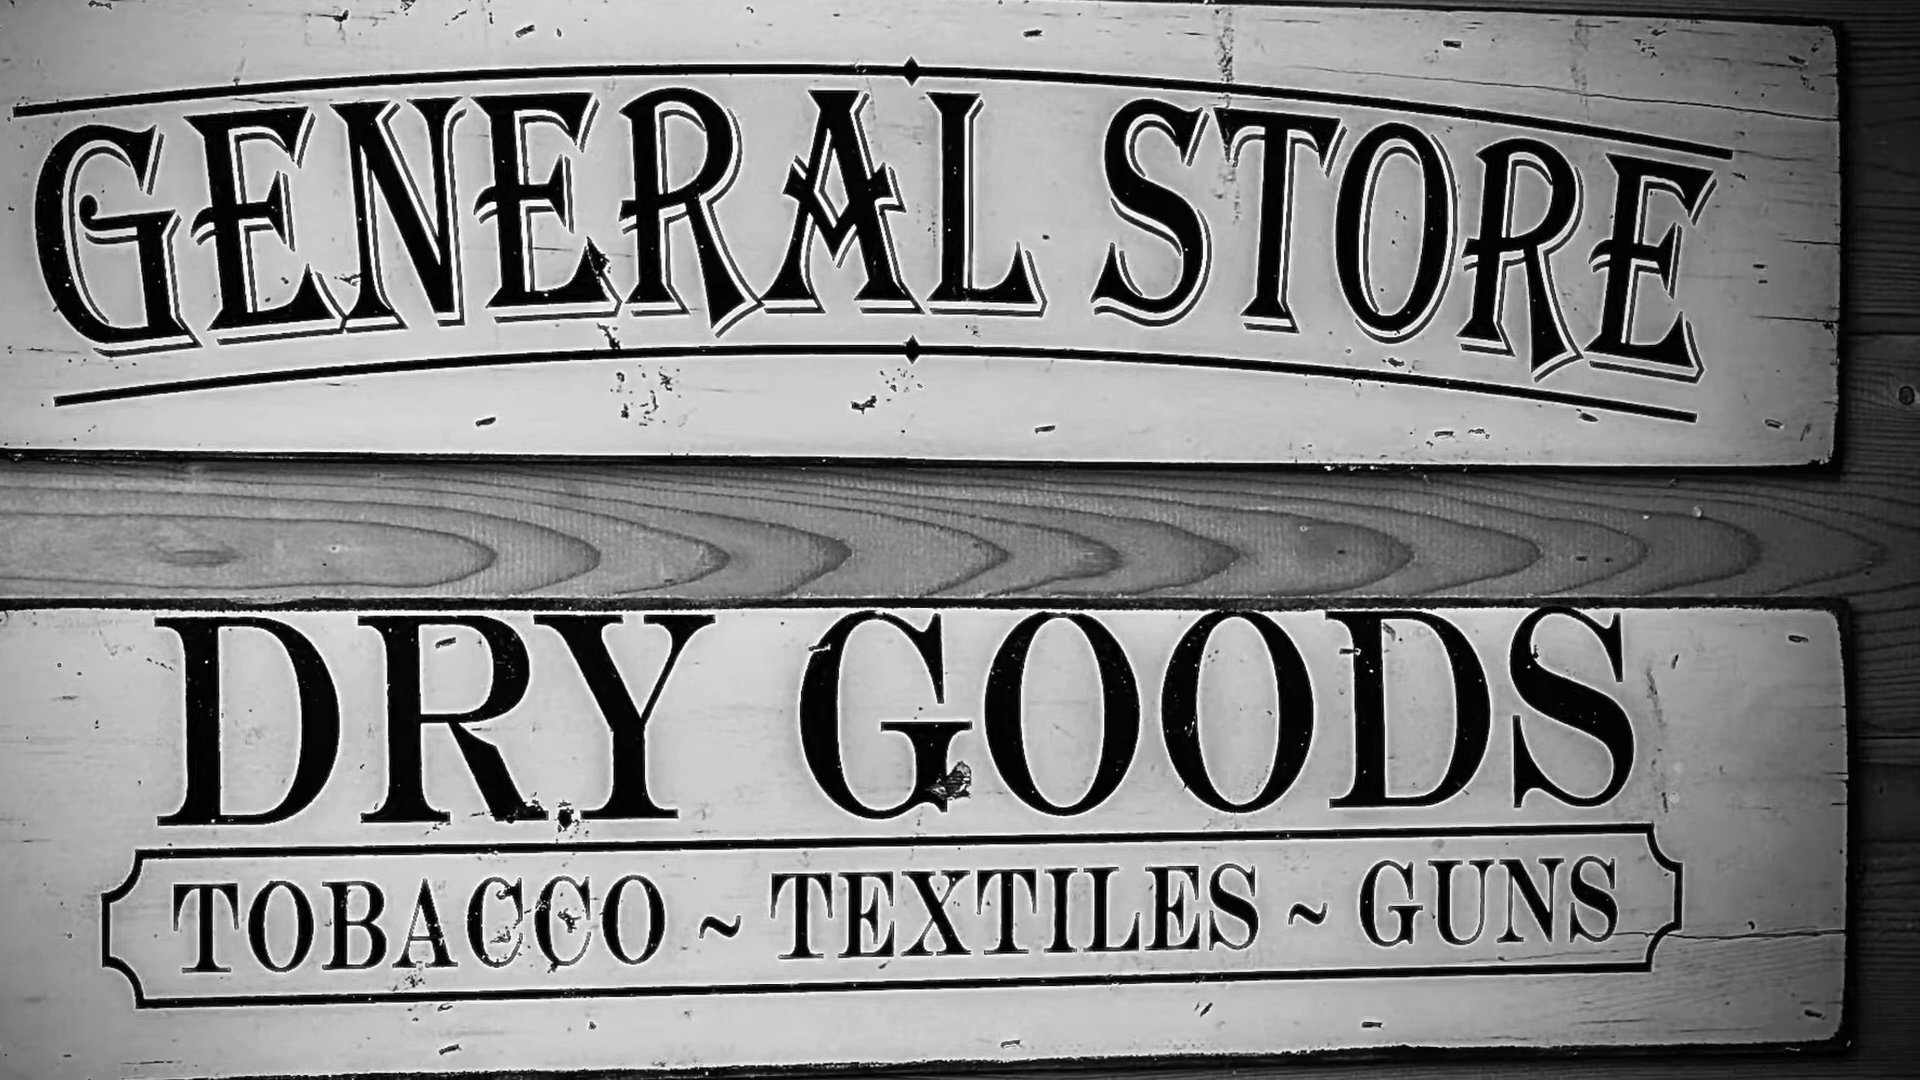 GENERAL STORE
DRY GOODS
TOBACCO ~ TEXTILES ~ GUNS